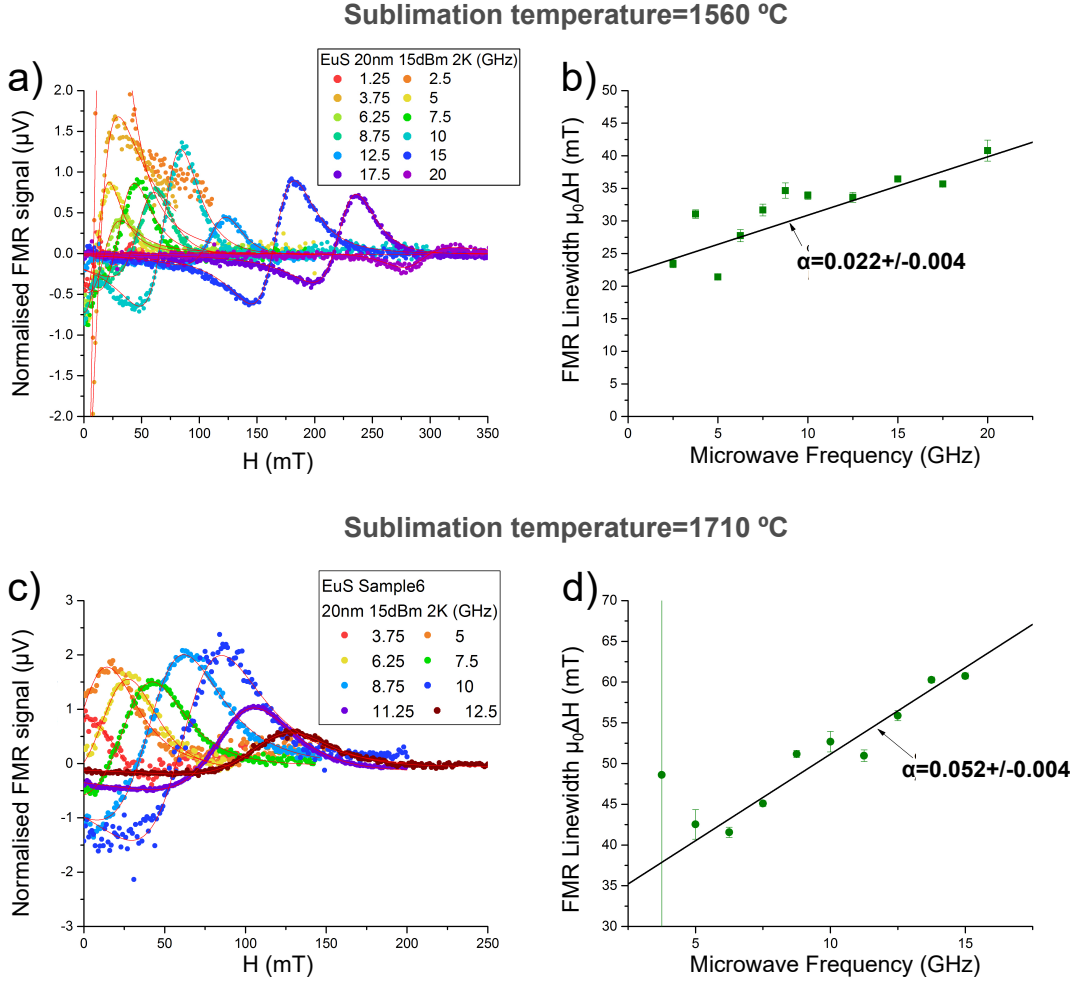 Sublimation temperature=1560 ºC
a)
Normalised FMR signal (µV)
2.0
1.5
1.0
0.5
0.0
-0.5
-1.0
-1.5
-2.0
0 50 100 150 200 250 300 350
H (mT)
EuS 20nm 15dBm 2K (GHz)
1.25 2.5
3.75 5
6.25 7.5
8.75 10
12.5 15
17.5 20
b)
FMR Linewidth µ₀ΔH (mT)
50
45
40
35
30
25
20
15
10
5
0
0 5 10 15 20
Microwave Frequency (GHz)
α=0.022+/-0.004
Sublimation temperature=1710 ºC
c)
Normalised FMR signal (µV)
3
2
1
0
-1
-2
-3
0 50 100 150 200 250
H (mT)
EuS Sample6
20nm 15dBm 2K (GHz)
3.75 5
6.25 7.5
8.75 10
11.25 12.5
d)
FMR Linewidth µ₀ΔH (mT)
70
65
60
55
50
45
40
35
30
5 10 15
Microwave Frequency (GHz)
α=0.052+/-0.004